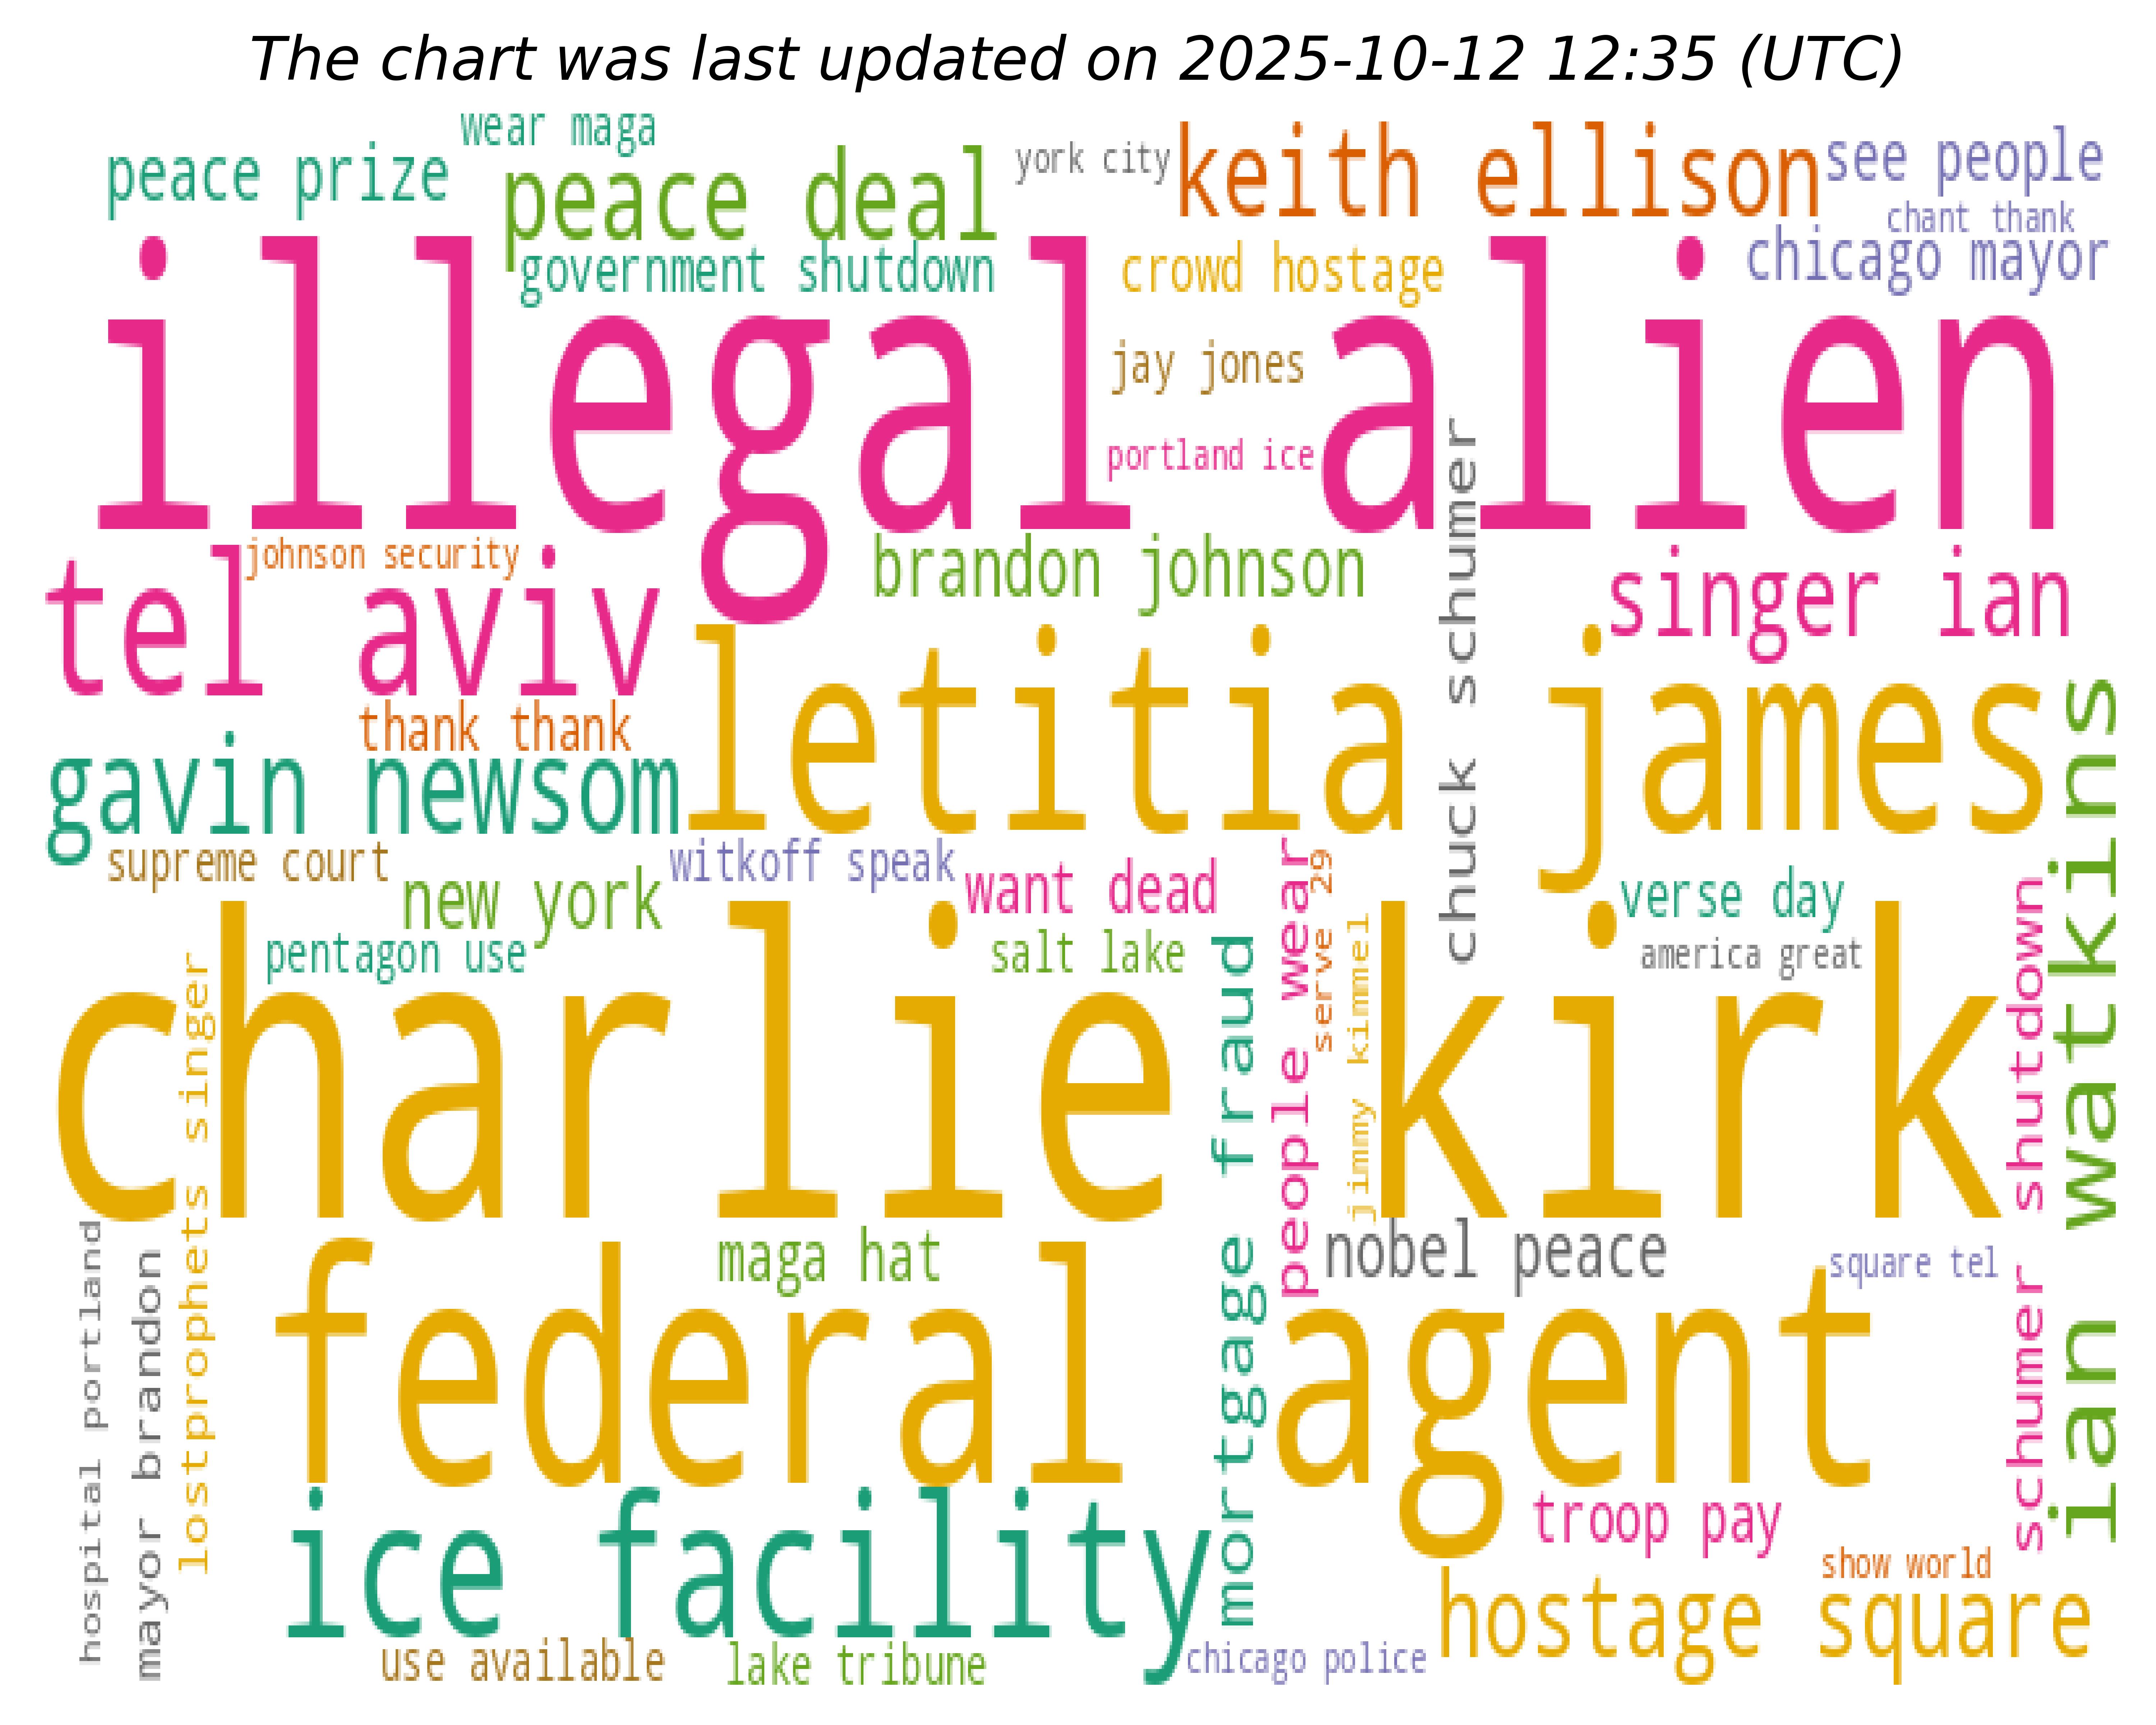 The chart was last updated on 2025-10-12 12:35 (UTC)
wear maga
peace prize
peace deal
york city
keith ellison
see people
chant thank
government shutdown
crowd hostage
chicago mayor
illegal alien
jay jones
portland ice
chuck schumer
johnson security
tel aviv
brandon johnson
singer ian
letitia james
thank thank
gavin newsom
ian watkins
supreme court
new york
witkoff speak
want dead
people wear
serve 29
jimmy kimmel
verse day
america great
schumer shutdown
pentagon use
salt lake
mortgage fraud
charlie kirk
lostprophets singer
hospital portland
mayor brandon
maga hat
nobel peace
square tel
federal agent
ice facility
troop pay
show world
hostage square
use available
lake tribune
chicago police